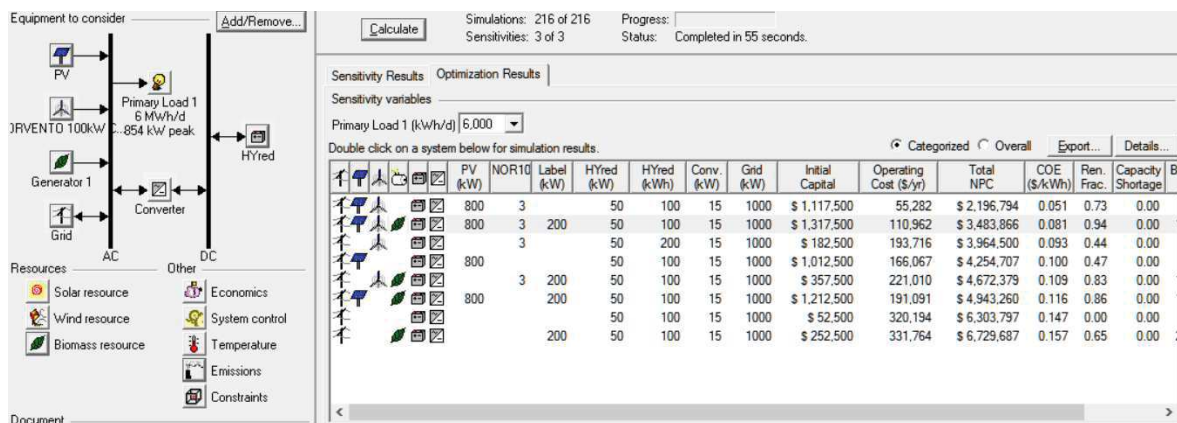 Equipment to consider Add/Remove...
PV
Primary Load 1
6 MWh/d
854 kW peak
ORVENTO 100kW C...
HYred
Generator 1
Converter
Grid
AC DC
Resources Other
Solar resource Economics
Wind resource System control
Biomass resource Temperature
Emissions
Constraints
Document
Calculate
Simulations: 216 of 216 Progress:
Sensitivities: 3 of 3 Status: Completed in 55 seconds.
Sensitivity Results Optimization Results
Sensitivity variables
Primary Load 1 (kWh/d) 6,000
Double click on a system below for simulation results.
Categorized Overall Export... Details...
PV (kW) NOR10 Label (kW) HYred (kW) HYred (kWh) Conv. (kW) Grid (kW) Initial Capital Operating Cost ($/yr) Total NPC COE ($/kWh) Ren. Frac. Capacity Shortage B
800 3 50 100 15 1000 $ 1,117,500 55,282 $ 2,196,794 0.051 0.73 0.00
800 3 200 50 100 15 1000 $ 1,317,500 110,962 $ 3,483,866 0.081 0.94 0.00
3 50 200 15 1000 $ 182,500 193,716 $ 3,964,500 0.093 0.44 0.00
800 50 100 15 1000 $ 1,012,500 166,067 $ 4,254,707 0.100 0.47 0.00
3 200 50 100 15 1000 $ 357,500 221,010 $ 4,672,379 0.109 0.83 0.00
800 200 50 100 15 1000 $ 1,212,500 191,091 $ 4,943,260 0.116 0.86 0.00
50 100 15 1000 $ 52,500 320,194 $ 6,303,797 0.147 0.00 0.00
200 50 100 15 1000 $ 252,500 331,764 $ 6,729,687 0.157 0.65 0.00